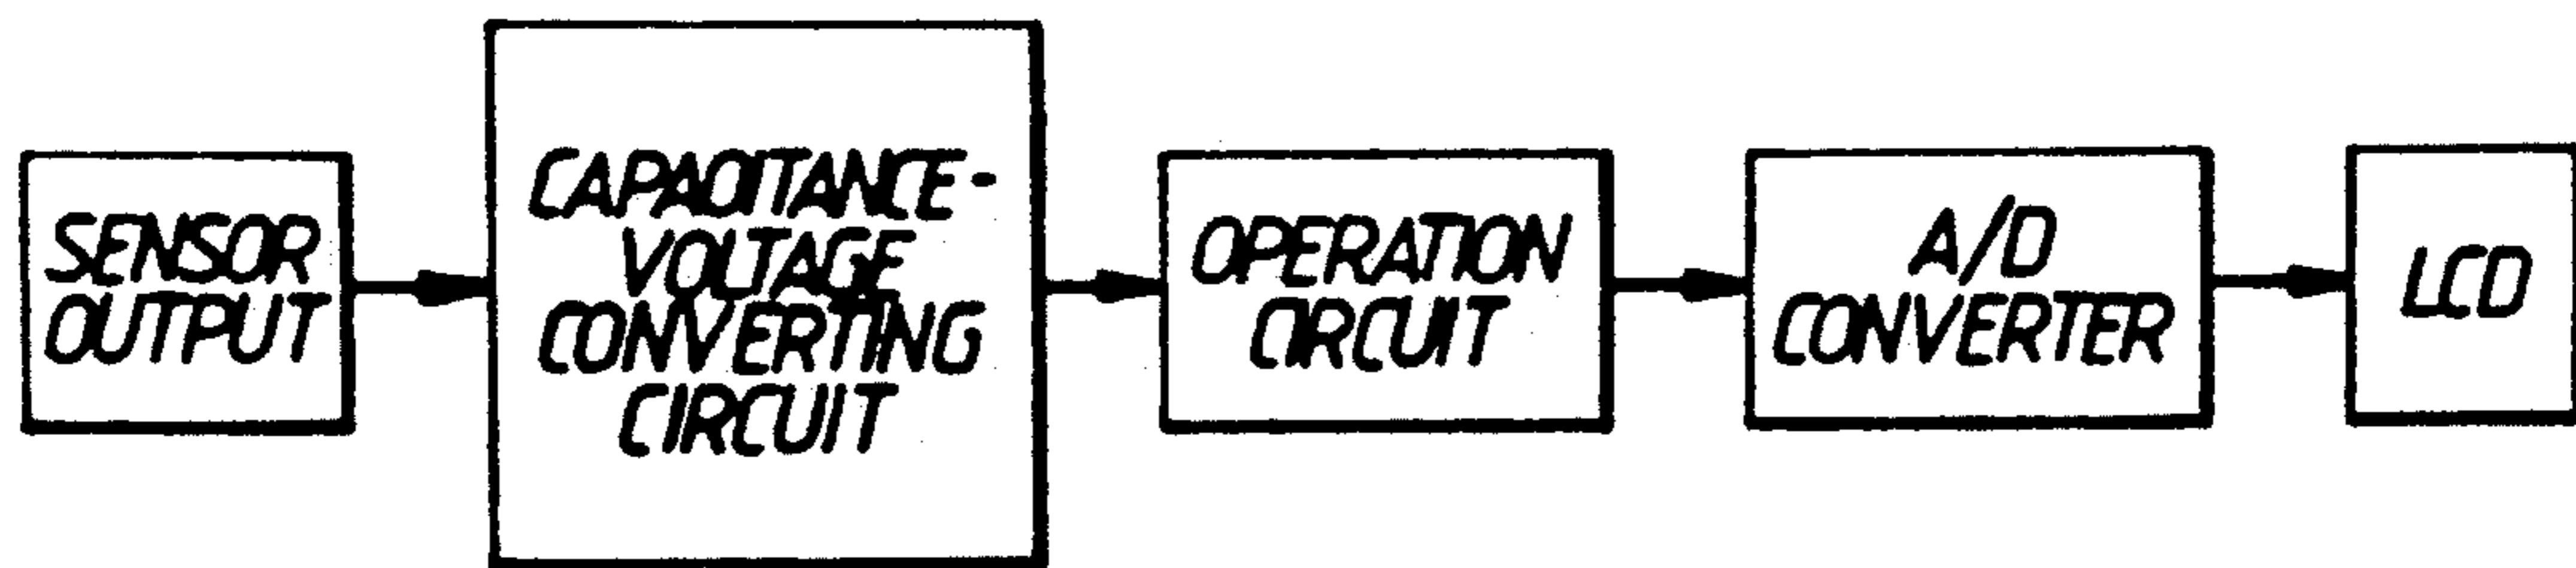 SENSOR
OUTPUT
CAPACITANCE-
VOLTAGE
CONVERTING
CIRCUIT
OPERATION
CIRCUIT
A/D
CONVERTER
LCD